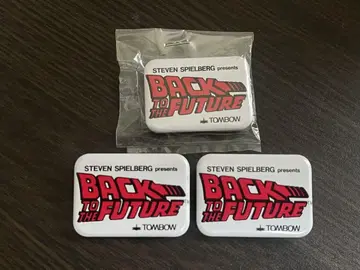 STEVEN SPIELBERG presents
BACK
TO THE
FUTURE
TOMBOW
STEVEN SPIELBERG presents
BACK
TO THE
FUTURE
TOMBOW
STEVEN SPIELBERG presents
BACK
TO THE
FUTURE
TOMBOW